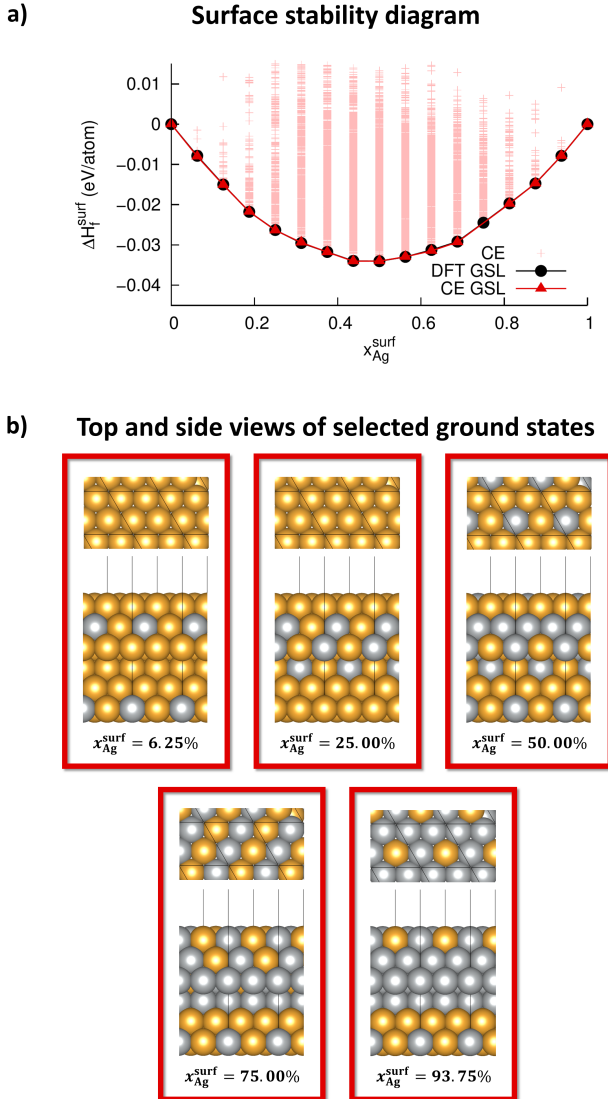 a)
Surface stability diagram
0.01
0
−0.01
−0.02
−0.03
−0.04
ΔH_f^surf (eV/atom)
CE
DFT GSL
CE GSL
0 0.2 0.4 0.6 0.8 1
x_Ag^surf
b)
Top and side views of selected ground states
x_Ag^surf = 6.25%
x_Ag^surf = 25.00%
x_Ag^surf = 50.00%
x_Ag^surf = 75.00%
x_Ag^surf = 93.75%